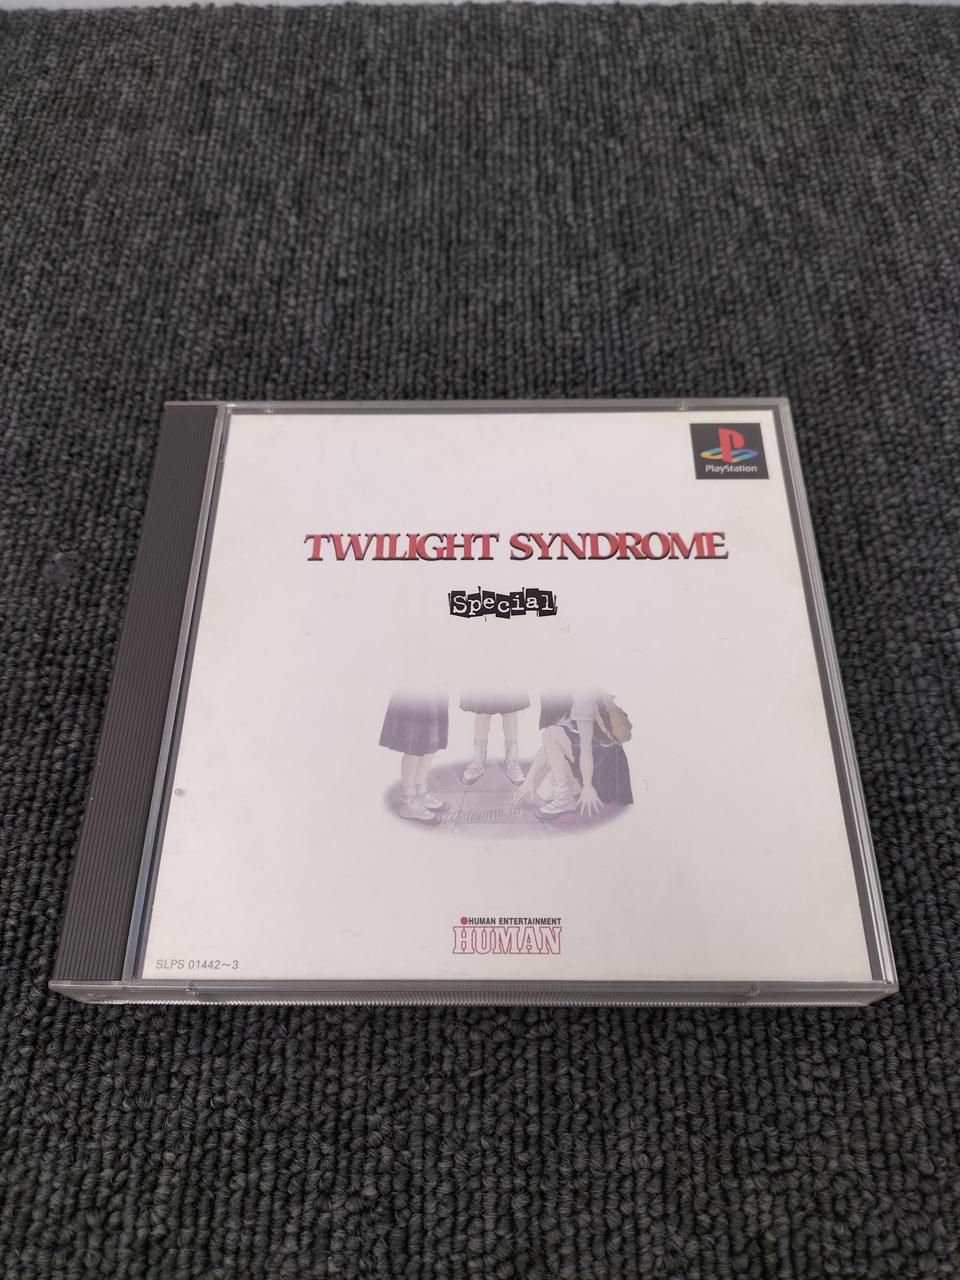 PlayStation
TWILIGHT SYNDROME
Special
Welcome to
HUMAN ENTERTAINMENT
HUMAN
SLPS 01442~3